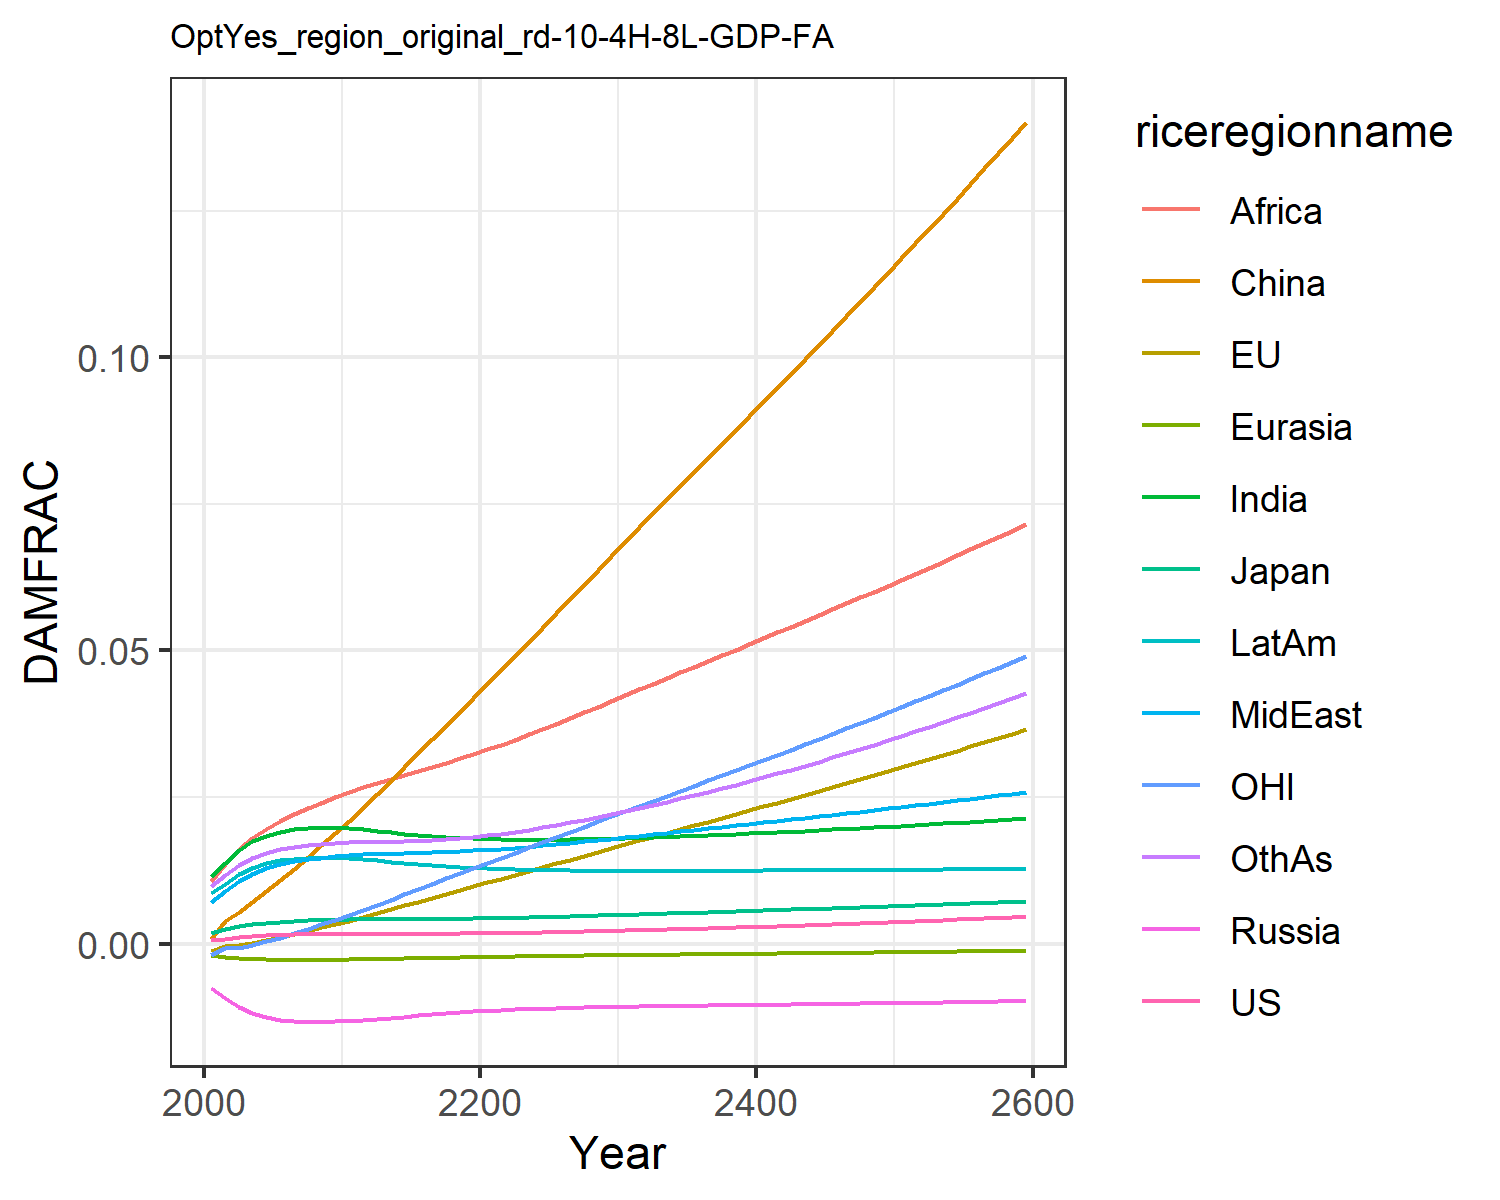 OptYes_region_original_rd-10-4H-8L-GDP-FA
DAMFRAC
0.10
0.05
0.00
2000 2200 2400 2600
Year
riceregionname
Africa
China
EU
Eurasia
India
Japan
LatAm
MidEast
OHI
OthAs
Russia
US